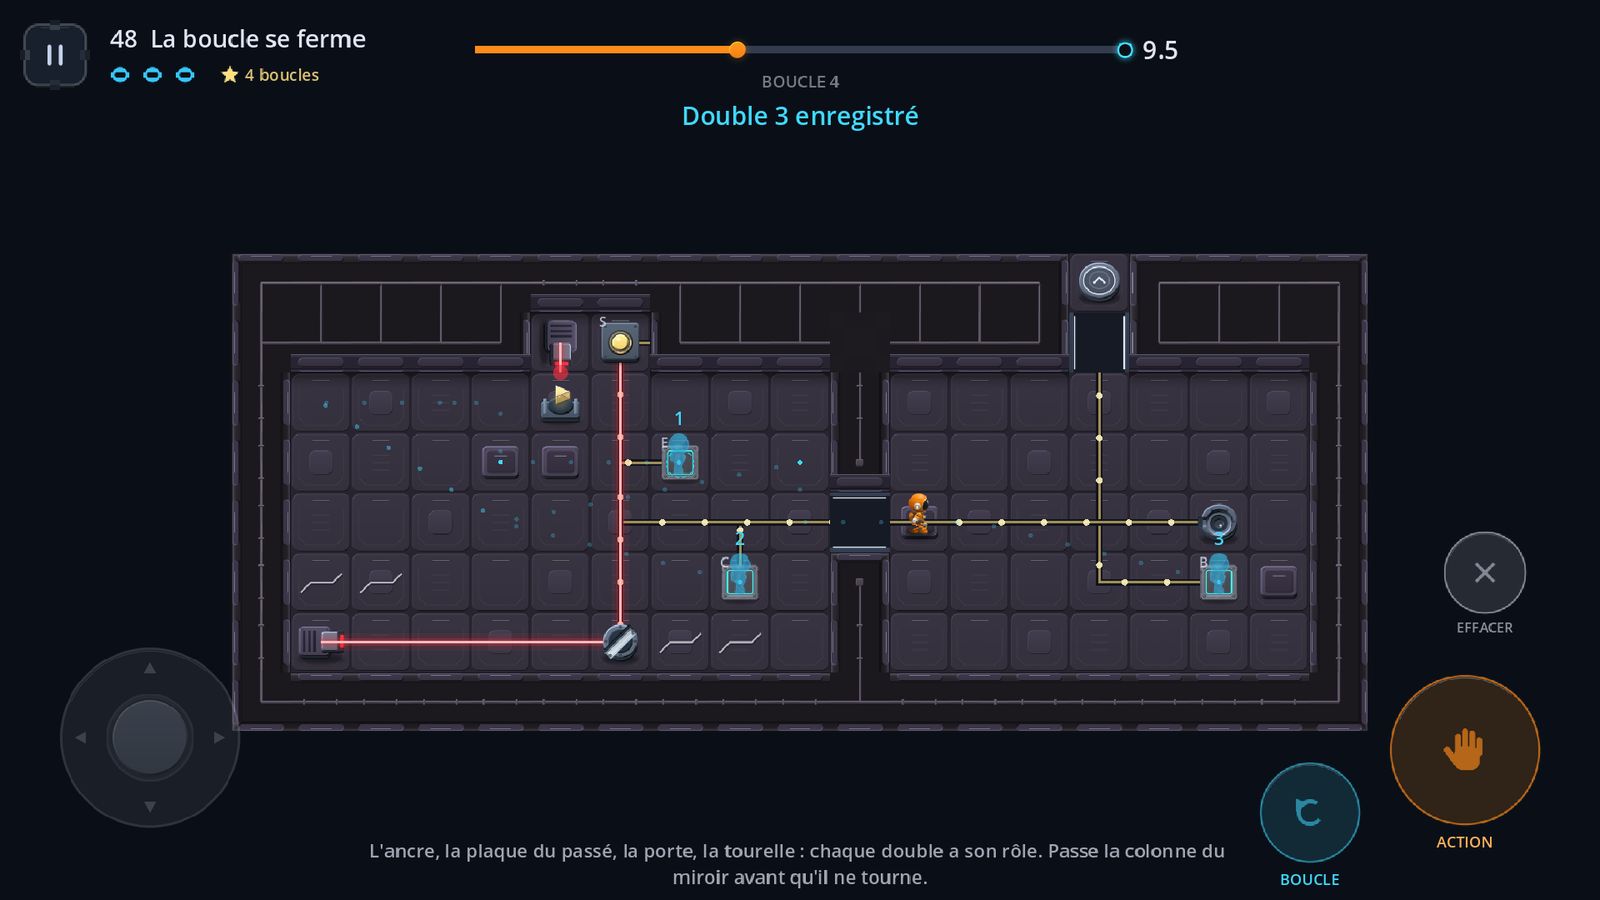 48 La boucle se ferme
4 boucles
9.5
BOUCLE 4
Double 3 enregistré
S
1
E
2
C
3
B
EFFACER
ACTION
BOUCLE
L'ancre, la plaque du passé, la porte, la tourelle : chaque double a son rôle. Passe la colonne du
miroir avant qu'il ne tourne.